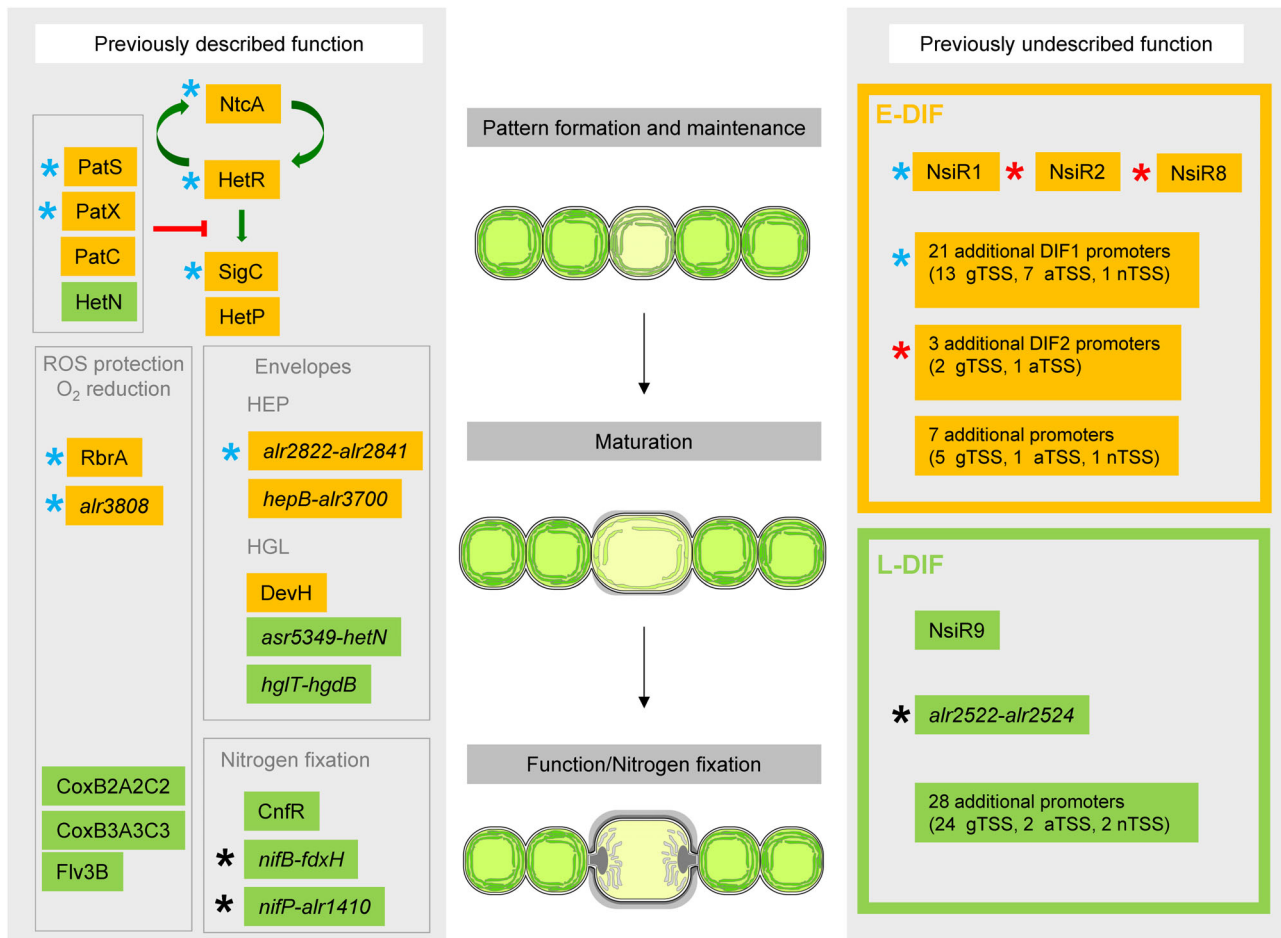 Previously described function
* NtcA
* PatS
* HetR
* PatX
PatC
* SigC
HetN
HetP
ROS protection
O₂ reduction
* RbrA
* alr3808
CoxB2A2C2
CoxB3A3C3
Flv3B
Envelopes
HEP
* alr2822-alr2841
hepB-alr3700
HGL
DevH
asr5349-hetN
hglT-hgdB
Nitrogen fixation
CnfR
* nifB-fdxH
* nifP-alr1410
Pattern formation and maintenance
Maturation
Function/Nitrogen fixation
Previously undescribed function
E-DIF
* NsiR1 * NsiR2 * NsiR8
* 21 additional DIF1 promoters
(13 gTSS, 7 aTSS, 1 nTSS)
* 3 additional DIF2 promoters
(2 gTSS, 1 aTSS)
7 additional promoters
(5 gTSS, 1 aTSS, 1 nTSS)
L-DIF
NsiR9
* alr2522-alr2524
28 additional promoters
(24 gTSS, 2 aTSS, 2 nTSS)